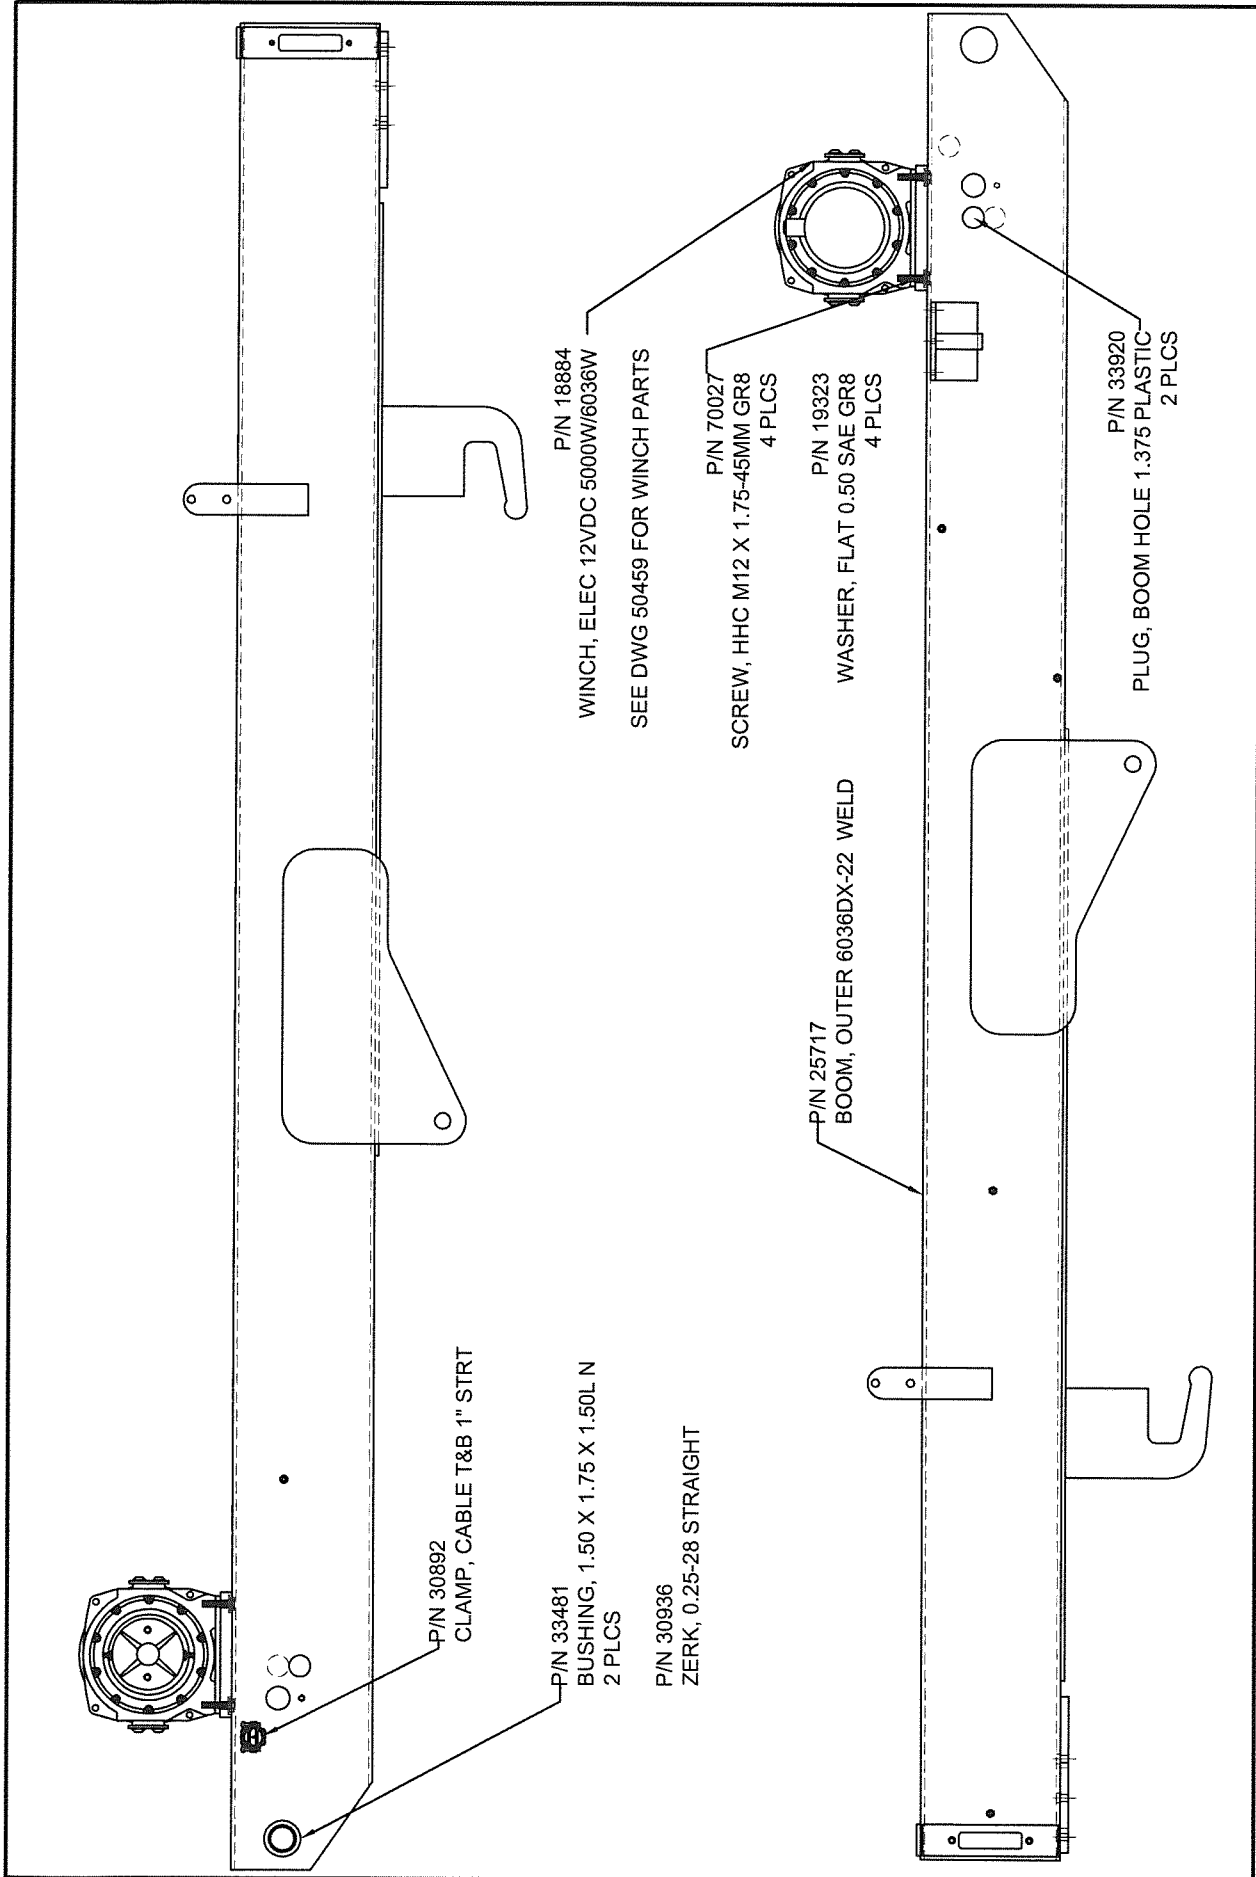 P/N 18884
WINCH, ELEC 12VDC 5000W/6036W
SEE DWG 50459 FOR WINCH PARTS
P/N 70027
SCREW, HHC M12 X 1.75-45MM GR8
4 PLCS
P/N 19323
WASHER, FLAT 0.50 SAE GR8
4 PLCS
P/N 33920
PLUG, BOOM HOLE 1.375 PLASTIC
2 PLCS
P/N 25717
BOOM, OUTER 6036DX-22 WELD
P/N 30892
CLAMP, CABLE T&B 1" STRT
P/N 33481
BUSHING, 1.50 X 1.75 X 1.50L N
2 PLCS
P/N 30936
ZERK, 0.25-28 STRAIGHT